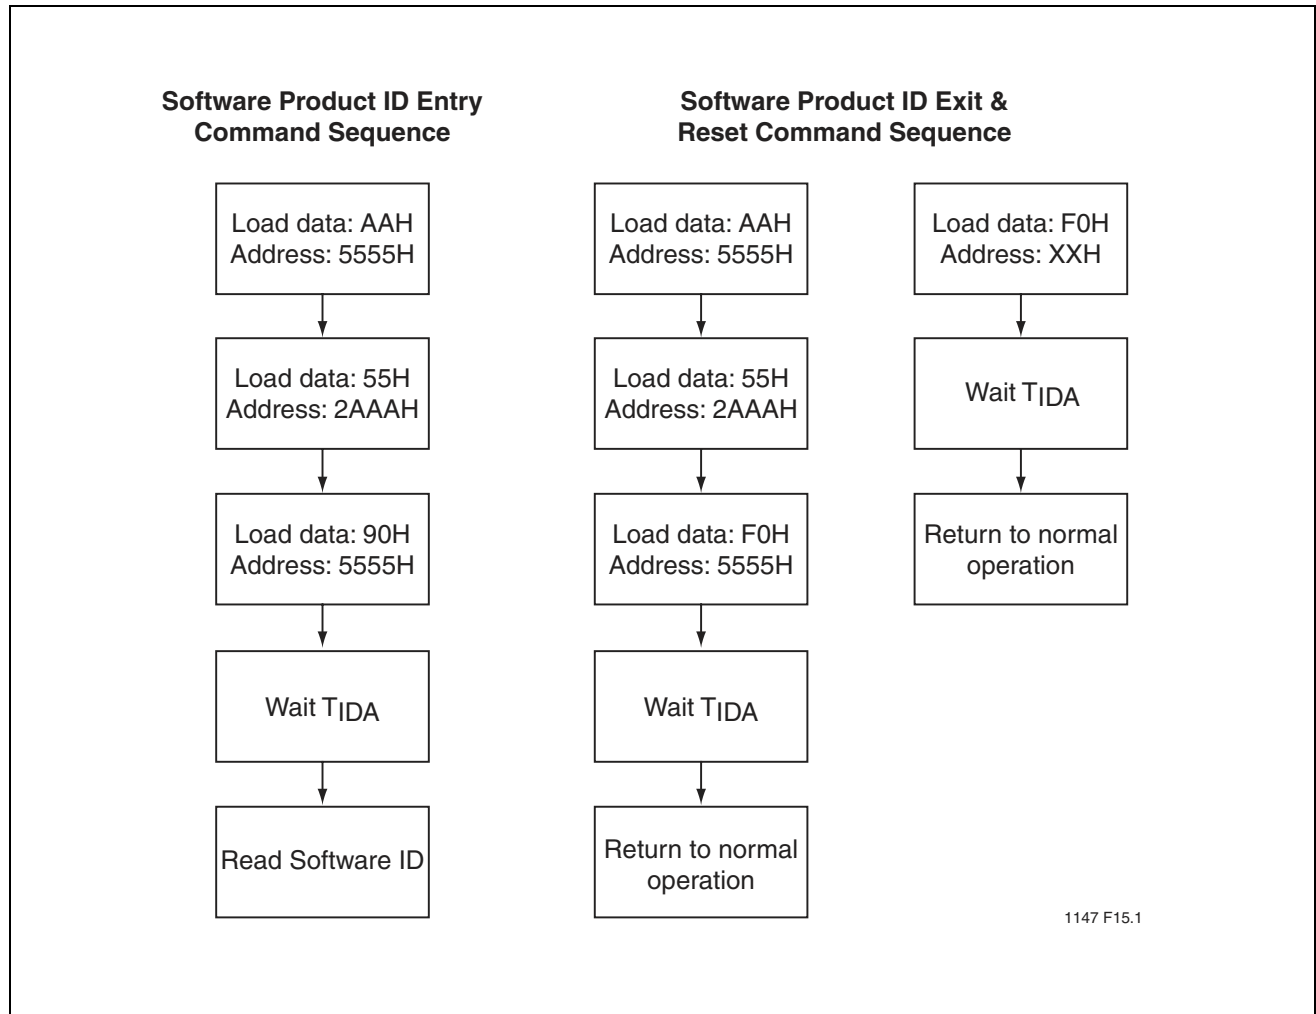 Software Product ID Entry
Command Sequence
Load data: AAH
Address: 5555H
Load data: 55H
Address: 2AAAH
Load data: 90H
Address: 5555H
Wait TIDA
Read Software ID
Software Product ID Exit &
Reset Command Sequence
Load data: AAH
Address: 5555H
Load data: 55H
Address: 2AAAH
Load data: F0H
Address: 5555H
Wait TIDA
Return to normal
operation
Load data: F0H
Address: XXH
Wait TIDA
Return to normal
operation
1147 F15.1